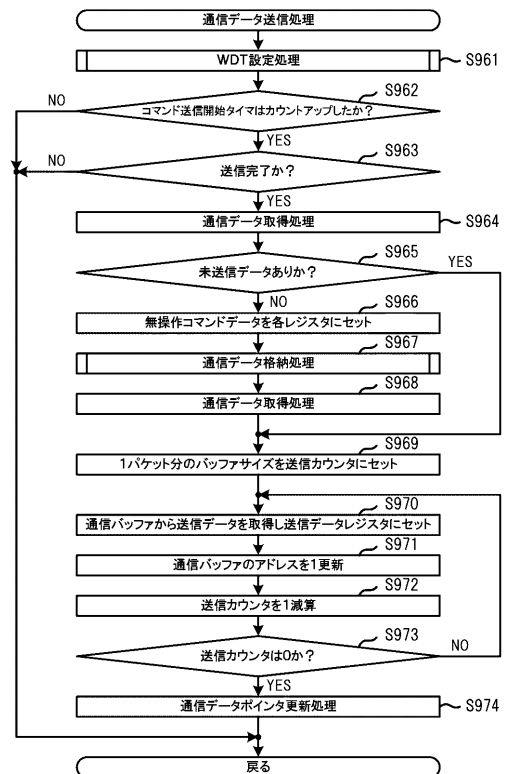 通信データ送信処理
WDT設定処理
S961
S962
NO
コマンド送信開始タイマはカウントアップしたか?
YES
S963
NO
送信完了か?
YES
通信データ取得処理
S964
S965
未送信データありか?
YES
NO
S966
無操作コマンドデータを各レジスタにセット
S967
通信データ格納処理
S968
通信データ取得処理
S969
1パケット分のバッファサイズを送信カウンタにセット
S970
通信バッファから送信データを取得し送信データレジスタにセット
S971
通信バッファのアドレスを1更新
S972
送信カウンタを1減算
S973
送信カウンタは0か?
NO
YES
通信データポインタ更新処理
S974
戻る